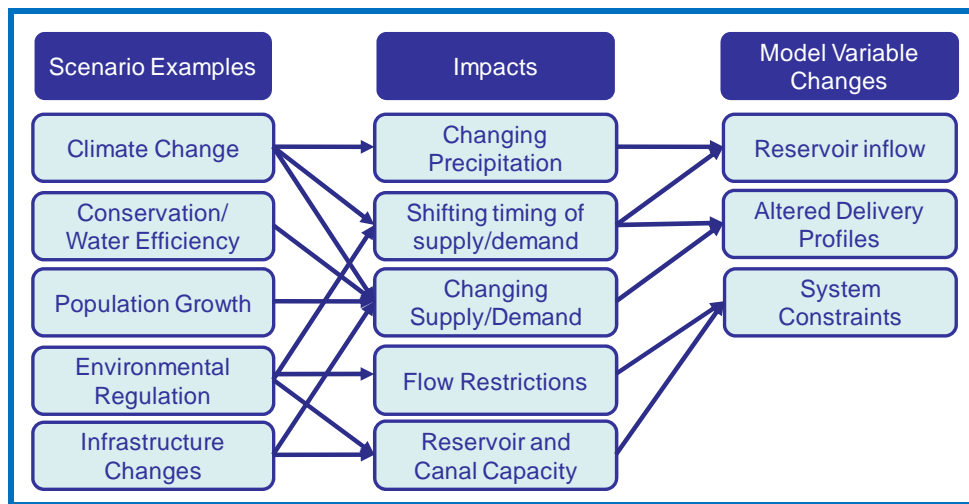 Scenario Examples
Impacts
Model Variable
Changes
Climate Change
Changing
Precipitation
Reservoir inflow
Conservation/
Water Efficiency
Shifting timing of
supply/demand
Altered Delivery
Profiles
Population Growth
Changing
Supply/Demand
System
Constraints
Environmental
Regulation
Flow Restrictions
Infrastructure
Changes
Reservoir and
Canal Capacity